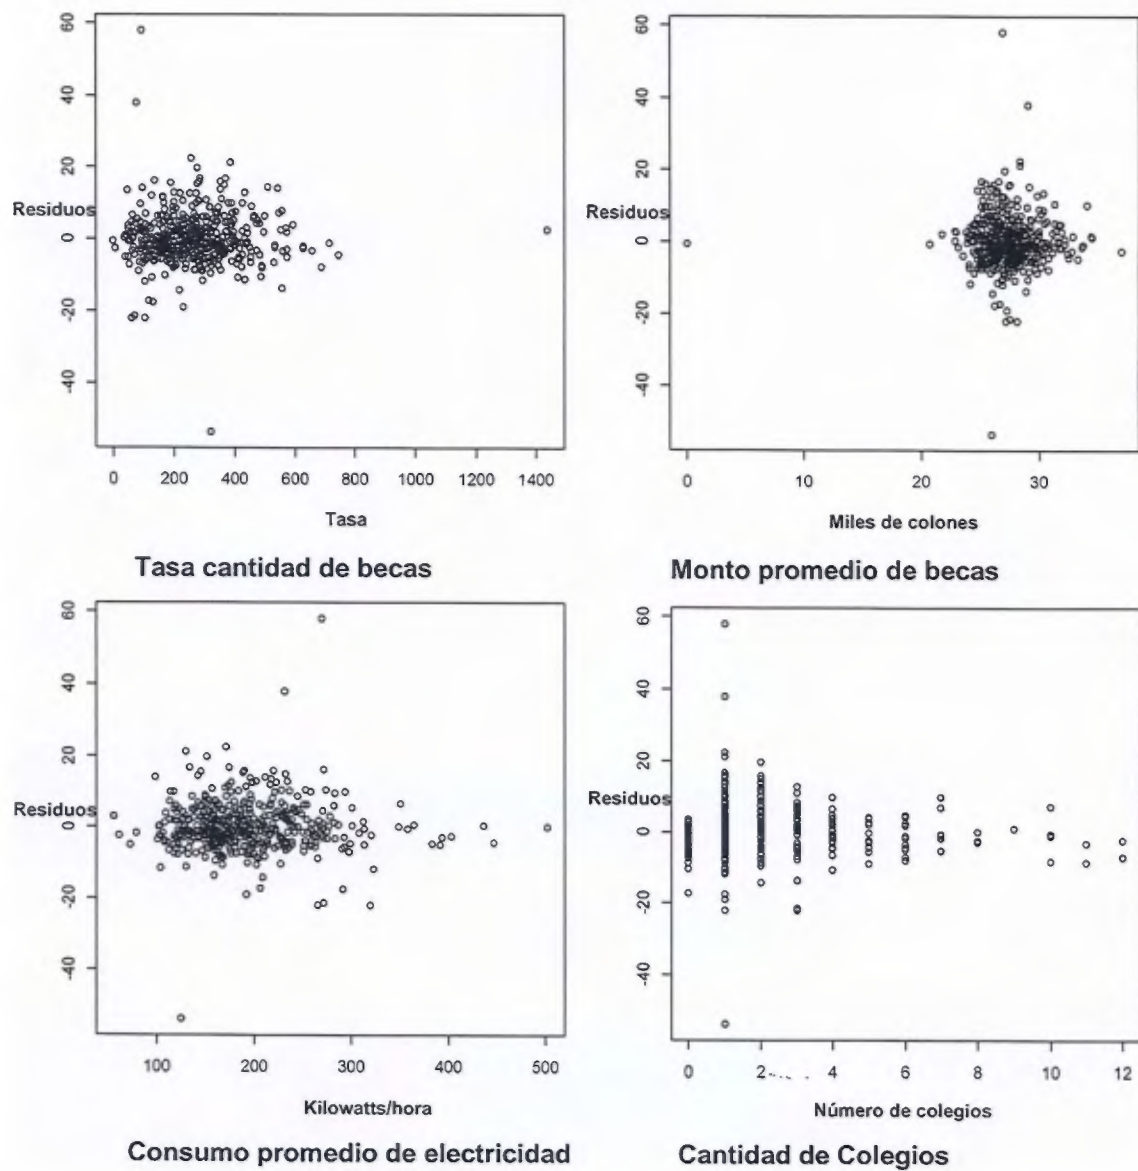 60
40
20
Residuos
0
-20
-40
0 200 400 600 800 1000 1200 1400
Tasa
Tasa cantidad de becas
60
40
20
Residuos
0
-20
-40
0 10 20 30
Miles de colones
Monto promedio de becas
60
40
20
Residuos
0
-20
-40
100 200 300 400 500
Kilowatts/hora
Consumo promedio de electricidad
60
40
20
Residuos
0
-20
-40
0 2 4 6 8 10 12
Número de colegios
Cantidad de Colegios